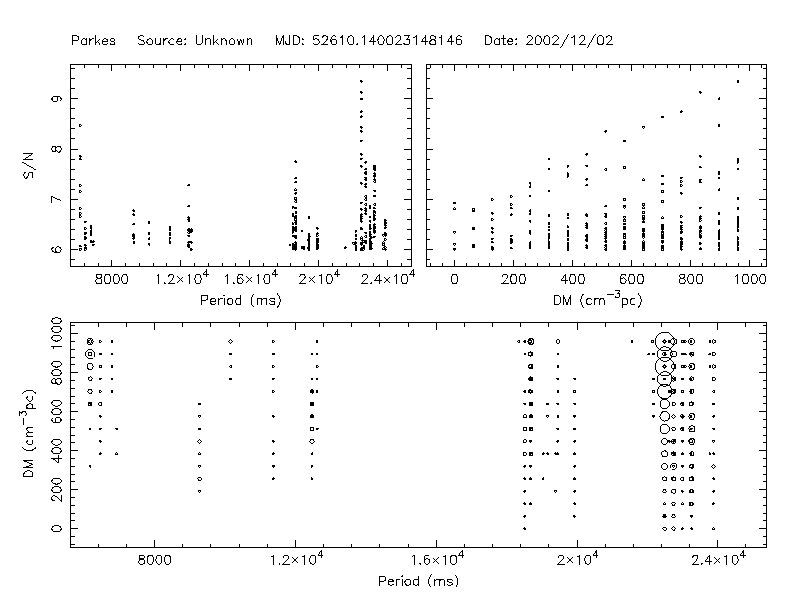 Parkes Source: Unknown MJD: 52610.140023148146 Date: 2002/12/02
S/N
9
8
7
6
8000 1.2×10⁴ 1.6×10⁴ 2×10⁴ 2.4×10⁴
Period (ms)
0 200 400 600 800 1000
DM (cm⁻³pc)
DM (cm⁻³pc)
1000
800
600
400
200
0
8000 1.2×10⁴ 1.6×10⁴ 2×10⁴ 2.4×10⁴
Period (ms)